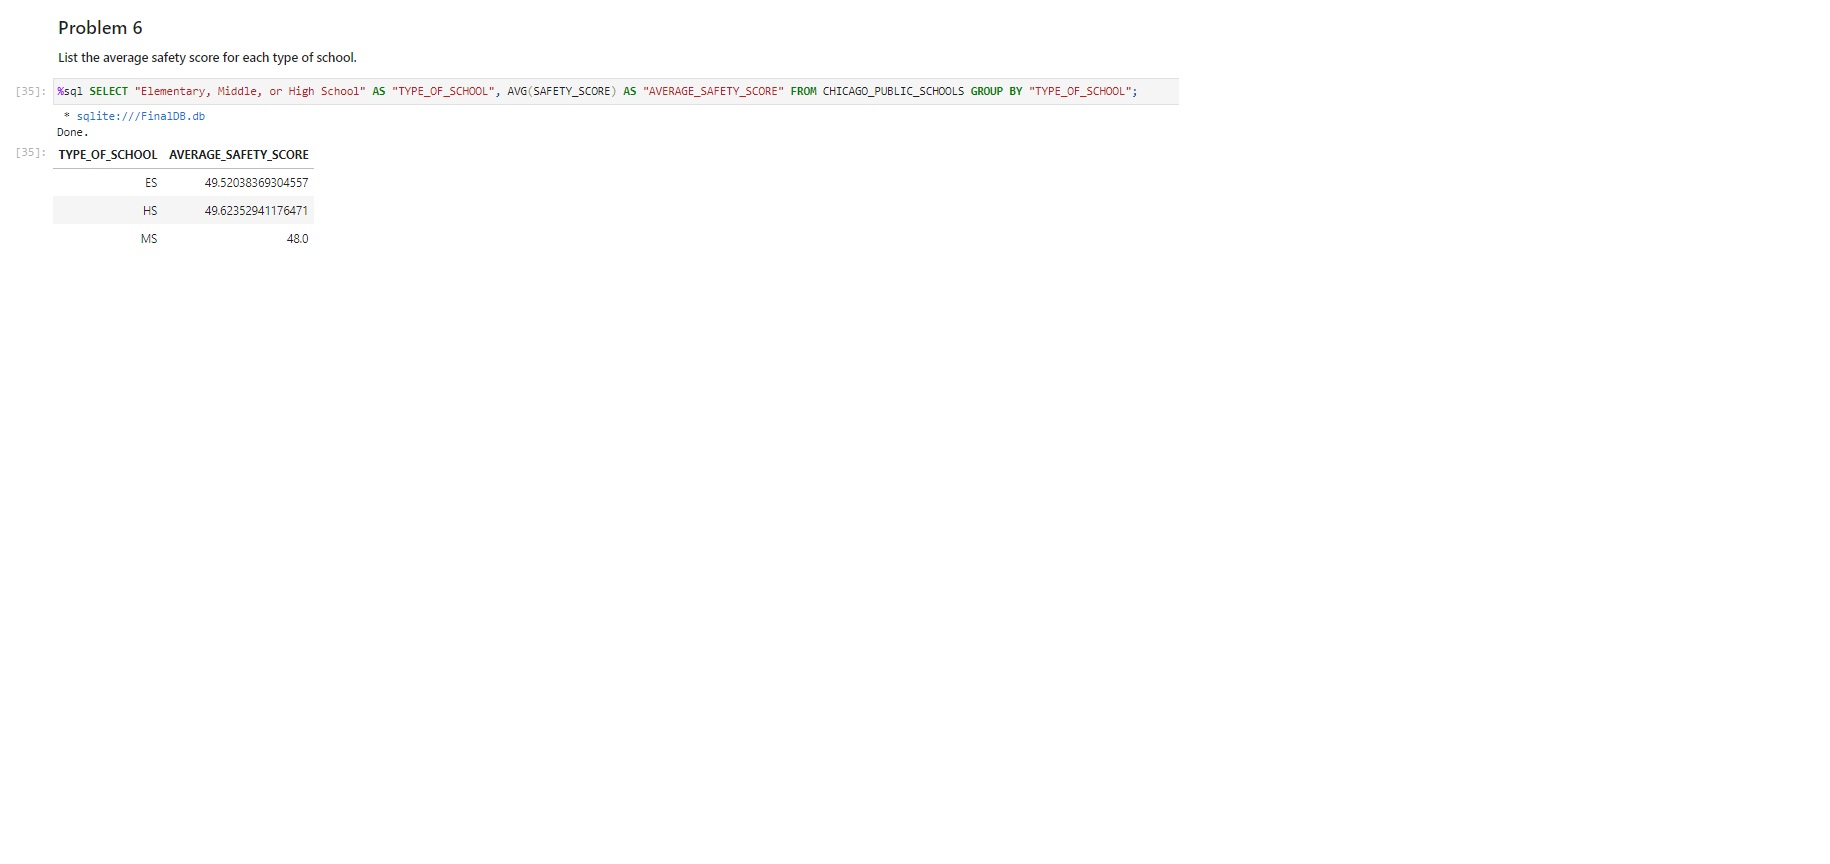 Problem 6
List the average safety score for each type of school.
[35]: %sql SELECT "Elementary, Middle, or High School" AS "TYPE_OF_SCHOOL", AVG(SAFETY_SCORE) AS "AVERAGE_SAFETY_SCORE" FROM CHICAGO_PUBLIC_SCHOOLS GROUP BY "TYPE_OF_SCHOOL";
* sqlite:///FinalDB.db
Done.
[35]: TYPE_OF_SCHOOL AVERAGE_SAFETY_SCORE
ES 49.52038369304557
HS 49.62352941176471
MS 48.0